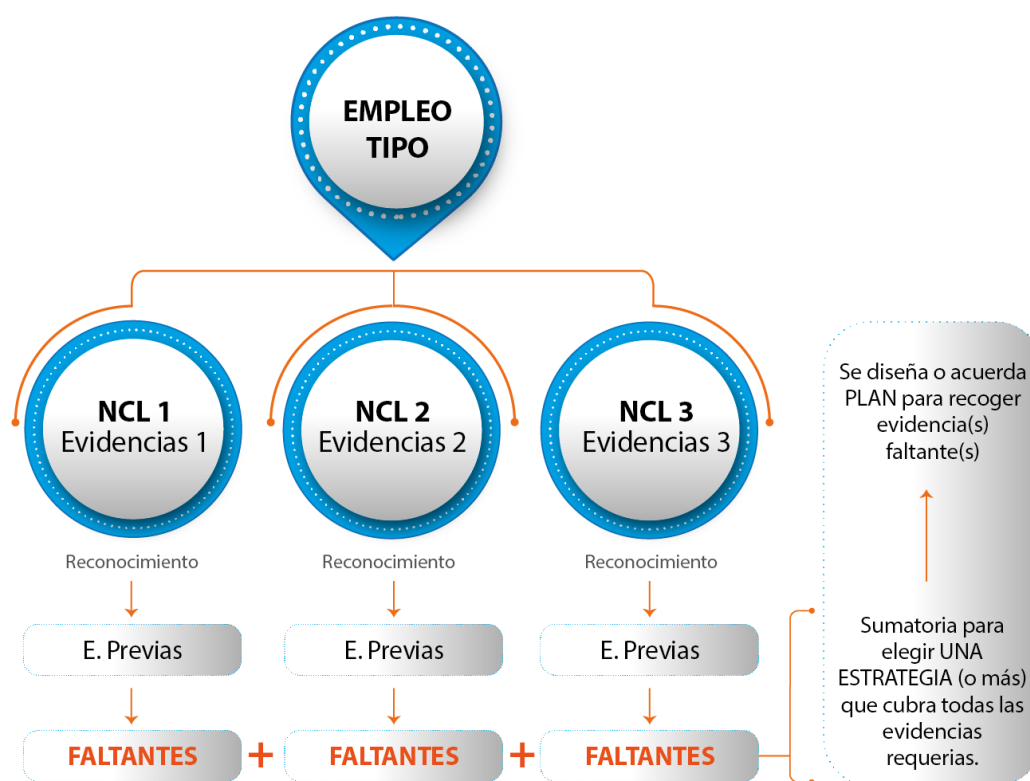 EMPLEO
TIPO
NCL 1
Evidencias 1
NCL 2
Evidencias 2
NCL 3
Evidencias 3
Reconocimiento
Reconocimiento
Reconocimiento
E. Previas
E. Previas
E. Previas
FALTANTES + FALTANTES + FALTANTES
Se diseña o acuerda
PLAN para recoger
evidencia(s)
faltante(s)
Sumatoria para
elegir UNA
ESTRATEGIA (o más)
que cubra todas las
evidencias
requerias.